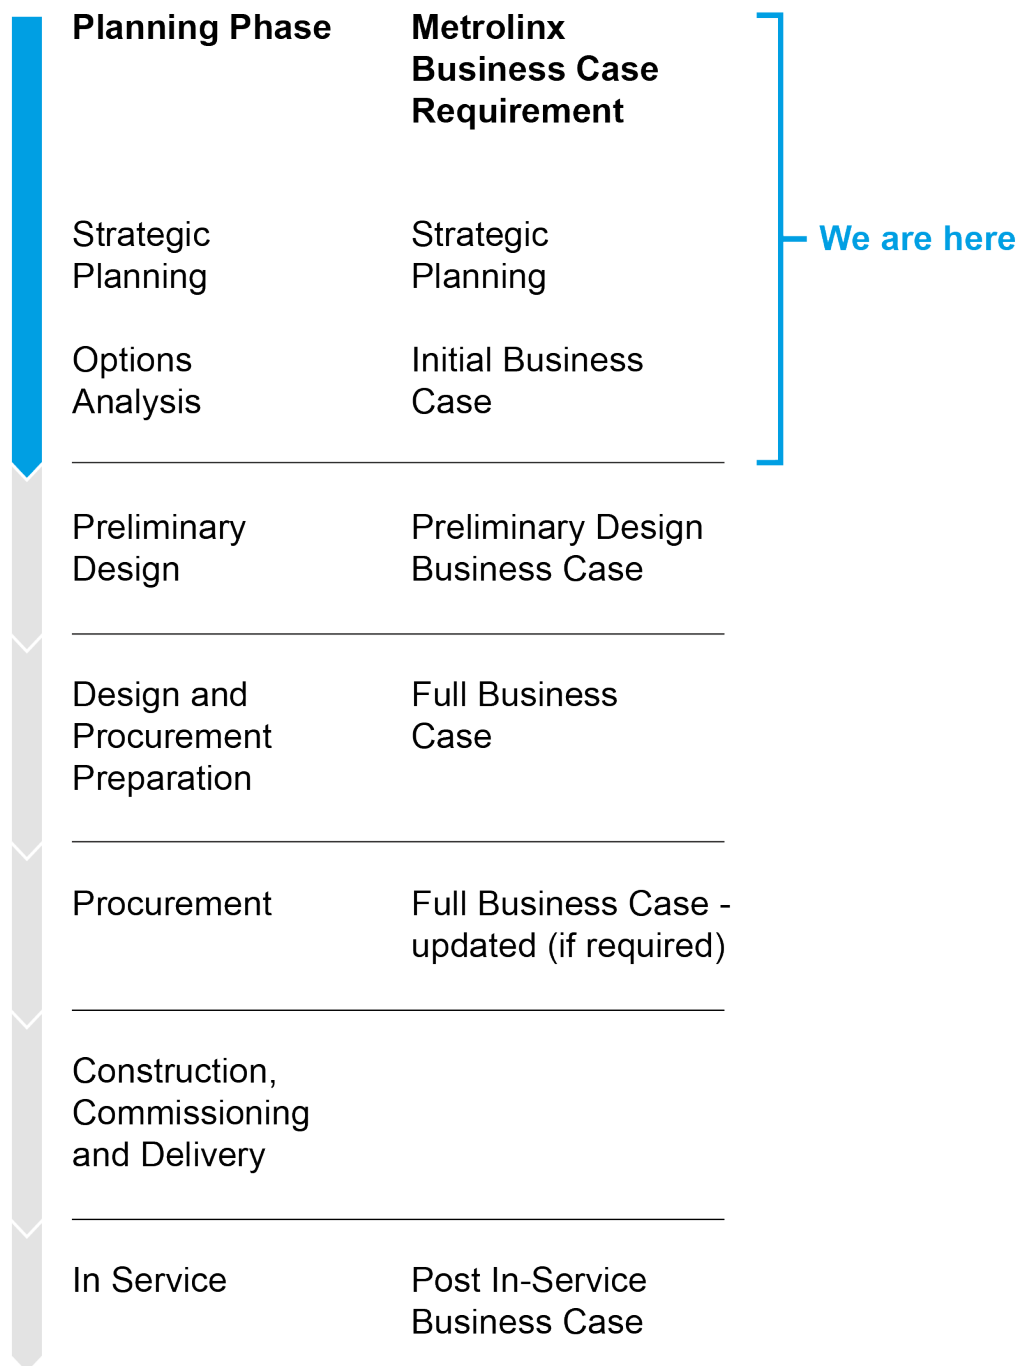 Planning Phase
Metrolinx
Business Case
Requirement
Strategic
Planning
Strategic
Planning
We are here
Options
Analysis
Initial Business
Case
Preliminary
Design
Preliminary Design
Business Case
Design and
Procurement
Preparation
Full Business
Case
Procurement
Full Business Case -
updated (if required)
Construction,
Commissioning
and Delivery
In Service
Post In-Service
Business Case